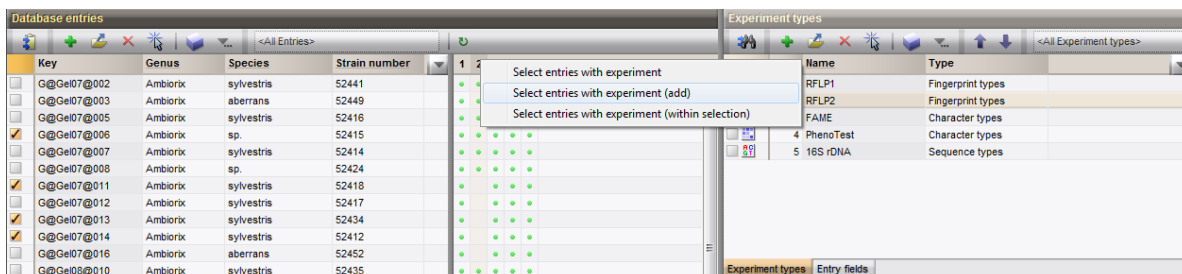 Database entries
<All Entries>
Key Genus Species Strain number 1 2
G@Gel07@002 Ambiorix sylvestris 52441
G@Gel07@003 Ambiorix aberrans 52449
G@Gel07@005 Ambiorix sylvestris 52416
G@Gel07@006 Ambiorix sp. 52415
G@Gel07@007 Ambiorix sylvestris 52414
G@Gel07@008 Ambiorix sp. 52424
G@Gel07@011 Ambiorix sylvestris 52418
G@Gel07@012 Ambiorix sylvestris 52417
G@Gel07@013 Ambiorix sylvestris 52434
G@Gel07@014 Ambiorix sylvestris 52412
G@Gel07@016 Ambiorix aberrans 52452
G@Gel08@010 Ambiorix sylvestris 52435
Select entries with experiment
Select entries with experiment (add)
Select entries with experiment (within selection)
Experiment types
<All Experiment types>
Name Type
RFLP1 Fingerprint types
RFLP2 Fingerprint types
FAME Character types
4 PhenoTest Character types
5 16S rDNA Sequence types
Experiment types Entry fields